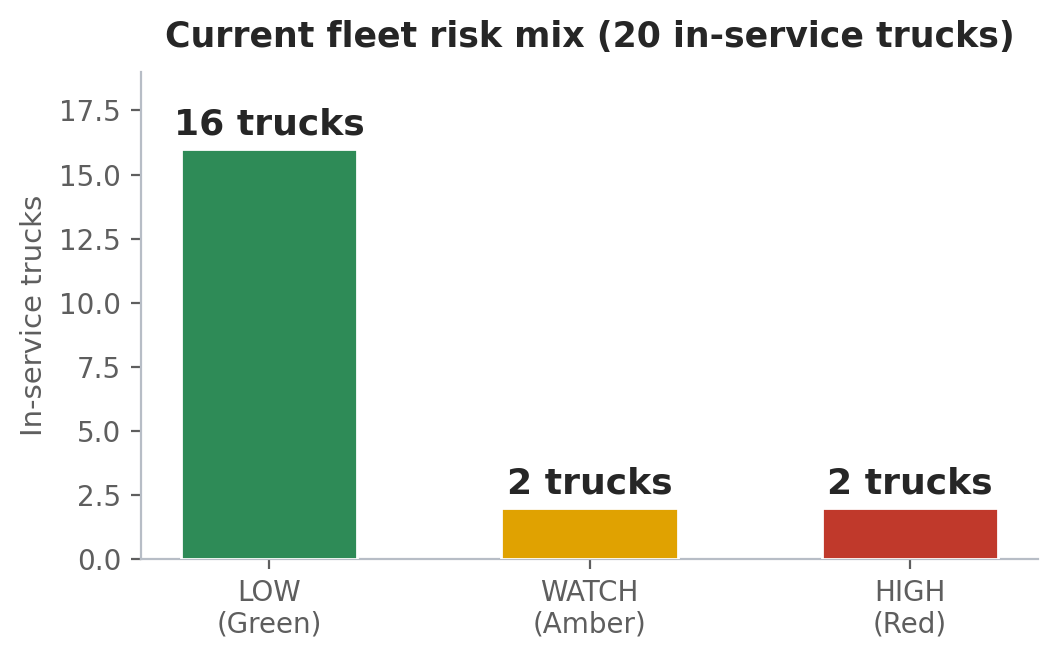 Current fleet risk mix (20 in-service trucks)
In-service trucks
17.5
15.0
12.5
10.0
7.5
5.0
2.5
0.0
16 trucks
2 trucks
2 trucks
LOW
(Green)
WATCH
(Amber)
HIGH
(Red)